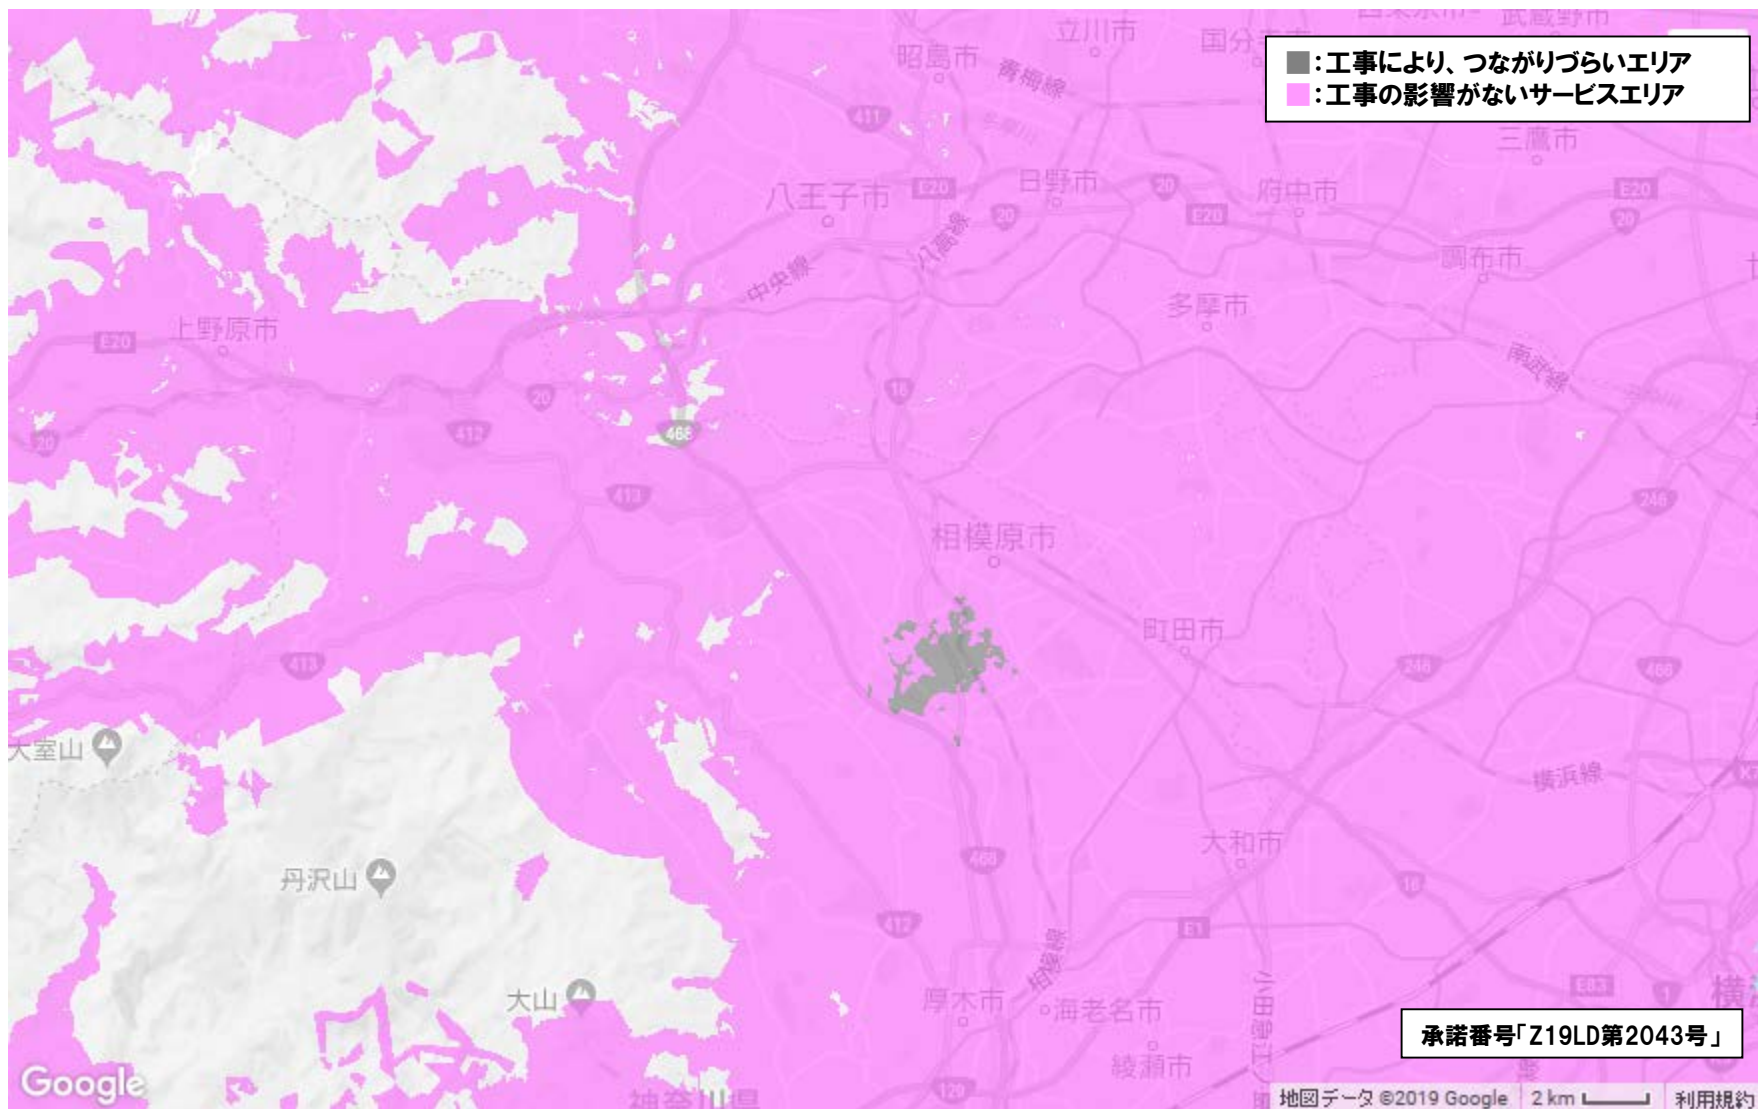 立川市
武蔵野市
国分寺市
昭島市
青梅線
■:工事により、つながりづらいエリア
■:工事の影響がないサービスエリア
411
多摩川
三鷹市
八王子市
E20
日野市
20
20
E20
府中市
E20
20
八高線
調布市
中央線
多摩市
上野原市
E20
南武線
16
20
20
412
468
413
246
相模原市
町田市
413
246
466
大室山
横浜線
大和市
丹沢山
468
16
412
E1
相模線
大山
厚木市
海老名市
小田急江ノ
E83
1
横
承諾番号「Z19LD第2043号」
綾瀬市
Google
神奈川県
129
地図データ ©2019 Google
2 km
利用規約